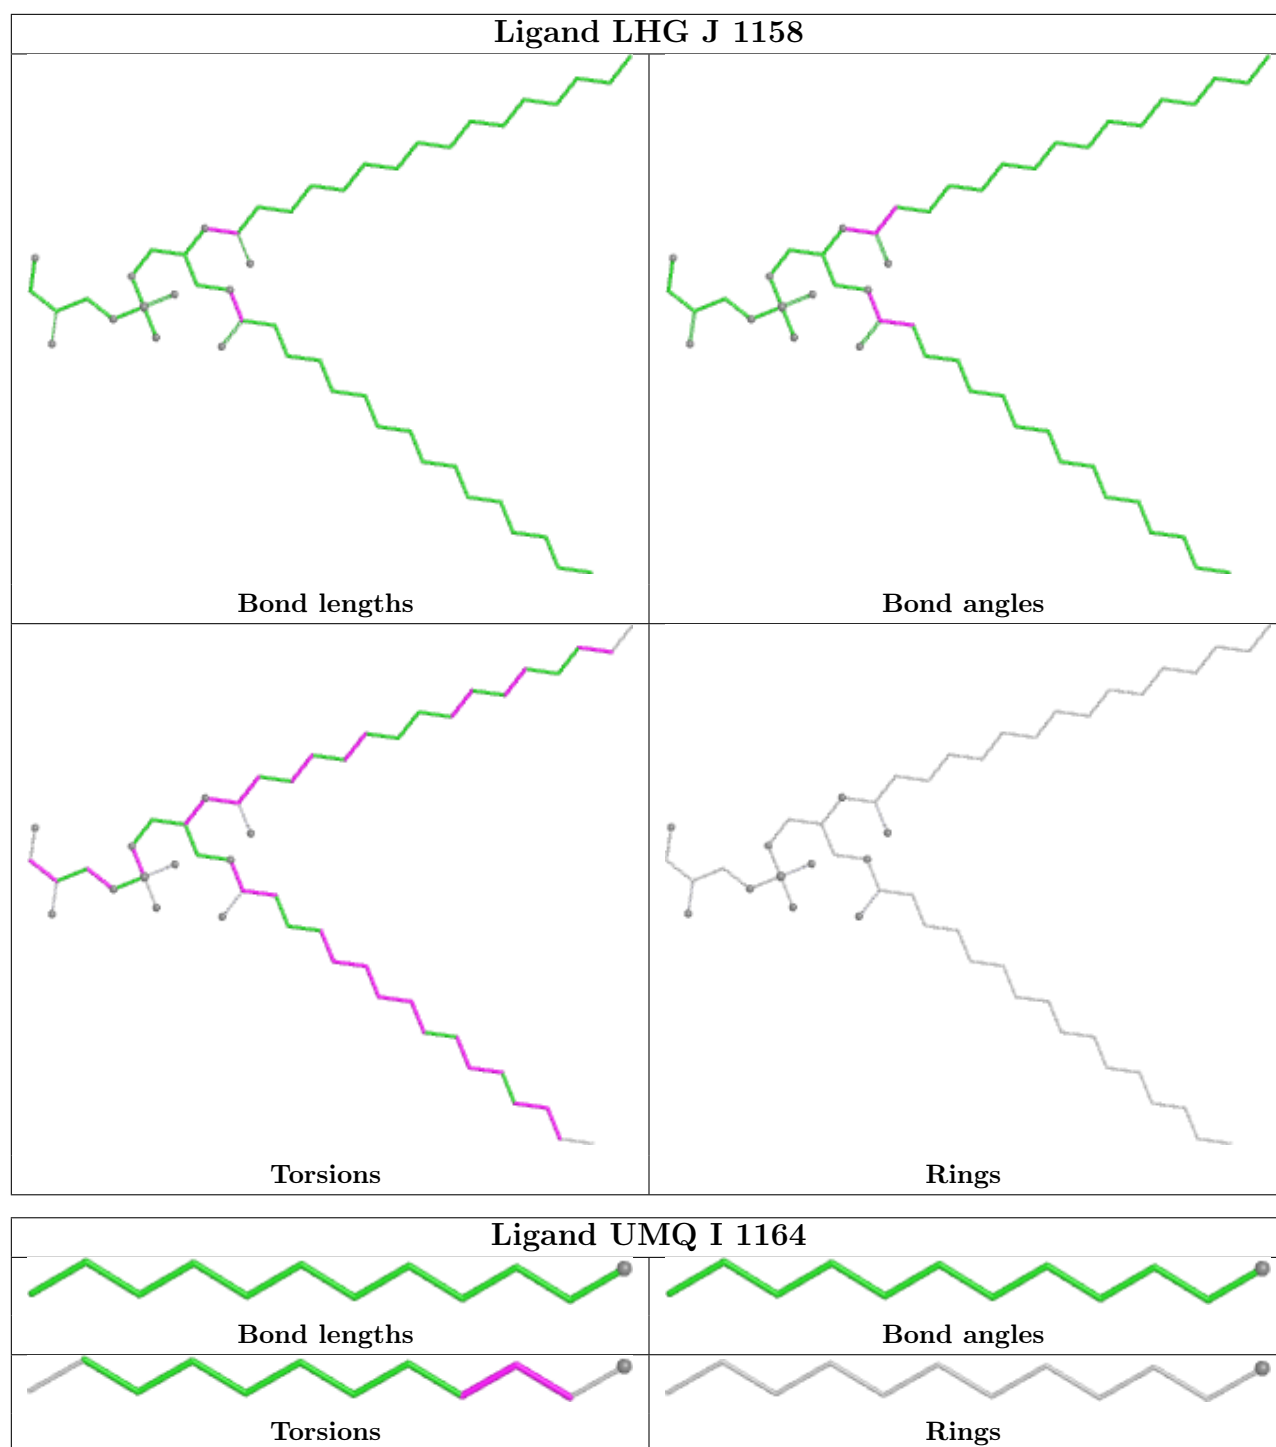 Ligand LHG J 1158
Bond lengths
Bond angles
Torsions
Rings
Ligand UMQ I 1164
Bond lengths
Bond angles
Torsions
Rings